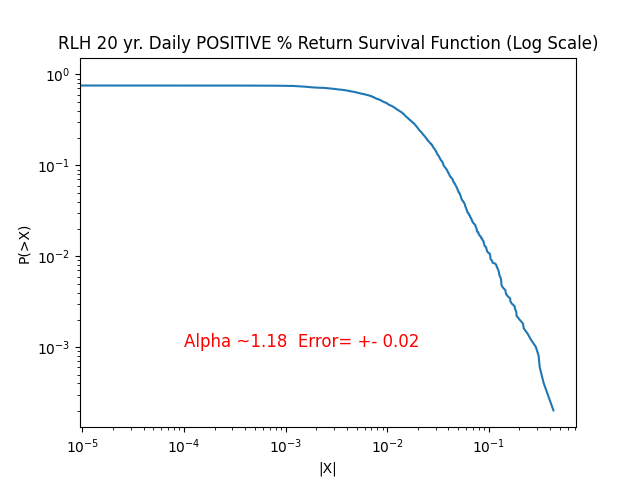 RLH 20 yr. Daily POSITIVE % Return Survival Function (Log Scale)
10^0
10^-1
10^-2
10^-3
P(>X)
Alpha ~1.18  Error= +- 0.02
10^-5 10^-4 10^-3 10^-2 10^-1
|X|